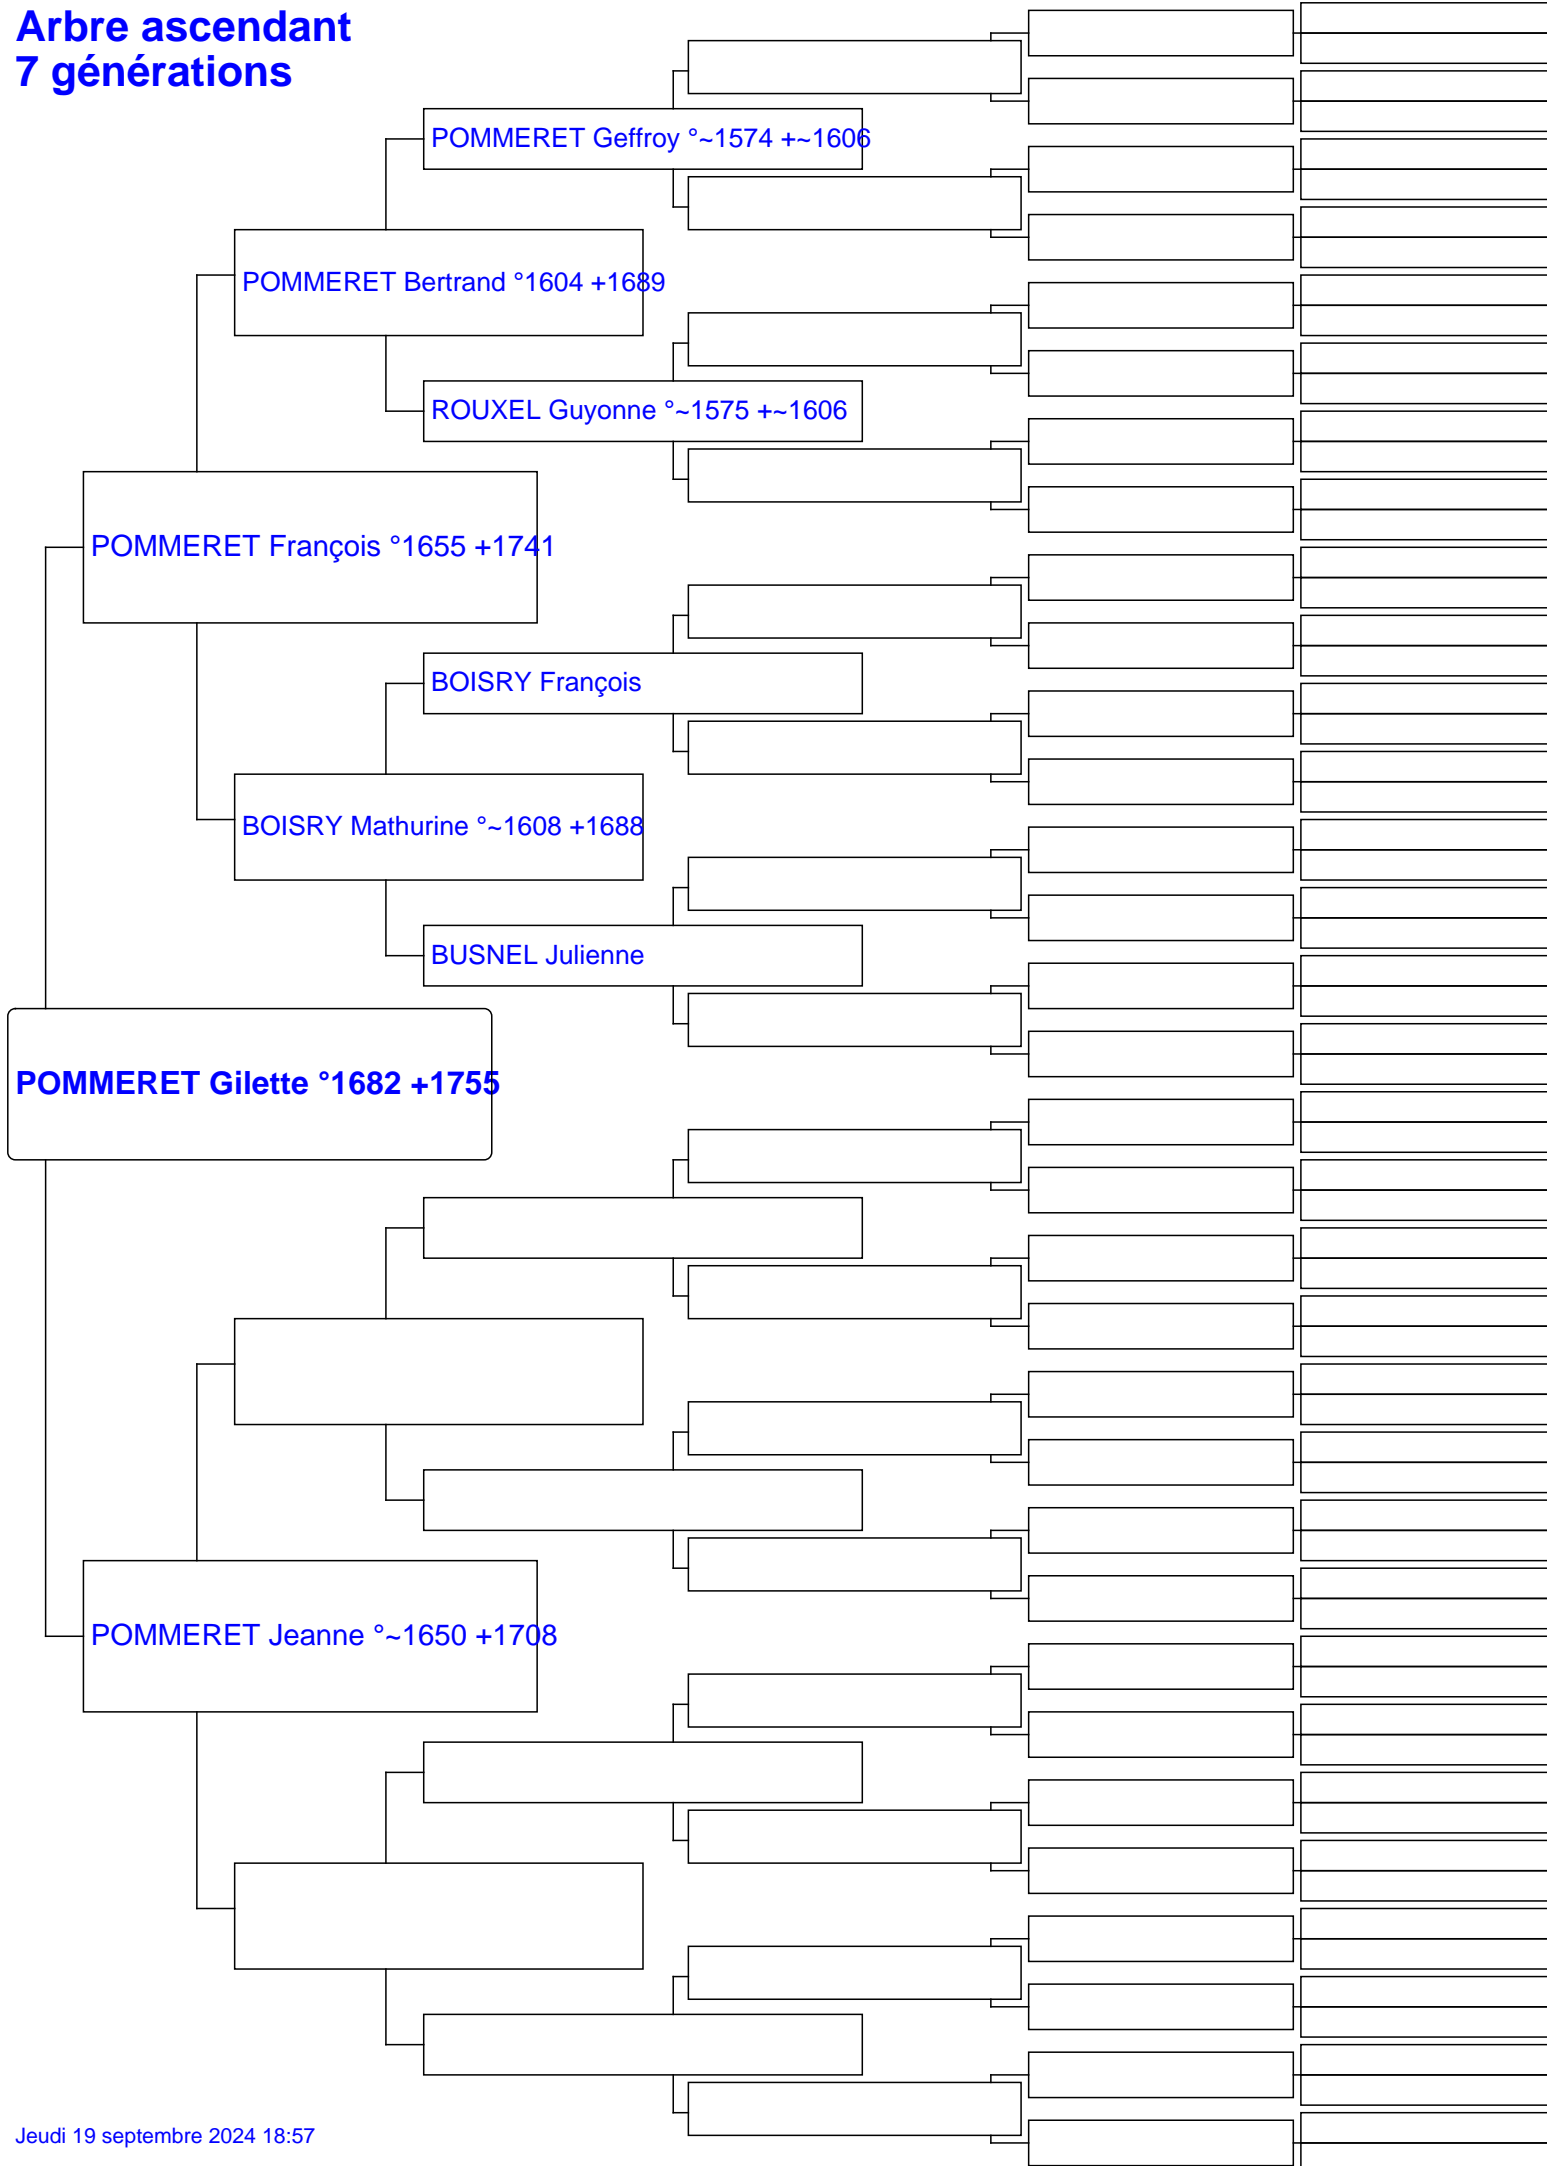 Arbre ascendant
7 générations
POMMERET Geffroy °~1574 +~1606
POMMERET Bertrand °1604 +1689
ROUXEL Guyonne °~1575 +~1606
POMMERET François °1655 +1741
BOISRY François
BOISRY Mathurine °~1608 +1688
BUSNEL Julienne
POMMERET Gilette °1682 +1755
POMMERET Jeanne °~1650 +1708
Jeudi 19 septembre 2024 18:57